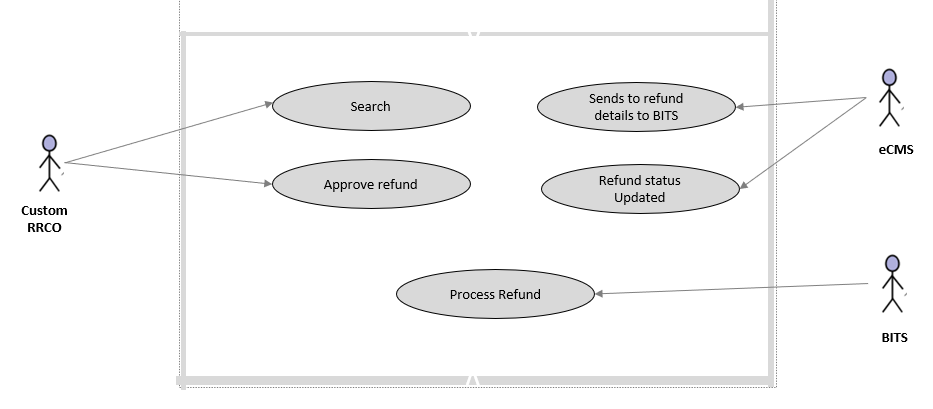 Search
Sends to refund
details to BITS
eCMS
Approve refund
Refund status
Updated
Custom
RRCO
Process Refund
BITS